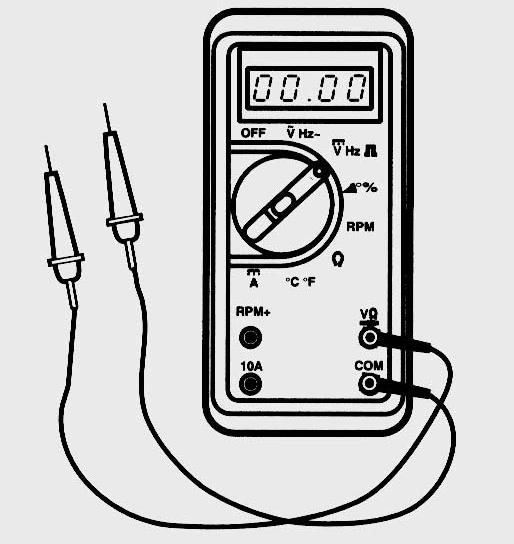 00.00
OFF
Ṽ Hz~
V Hz
°%
RPM
Ω
A
°C °F
RPM+
VΩ
10A
COM